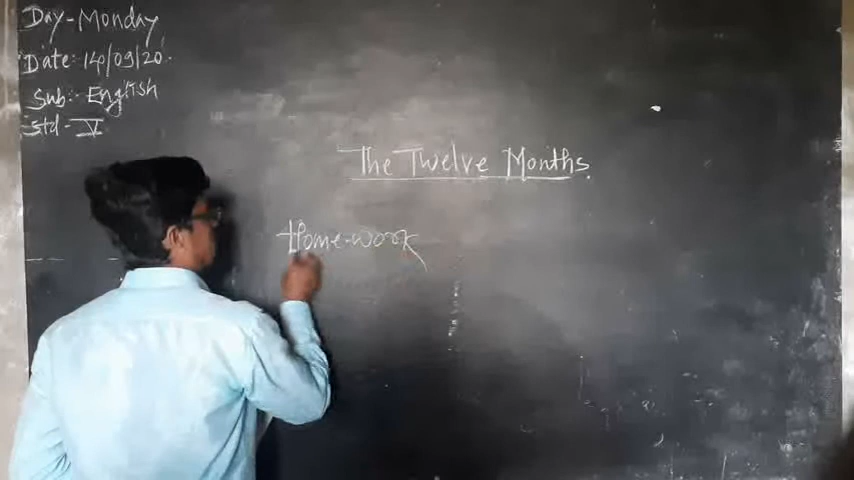 Day-Monday
Date: 14/09/20.
Sub:- English
Std- V
The Twelve Months.
Home-work